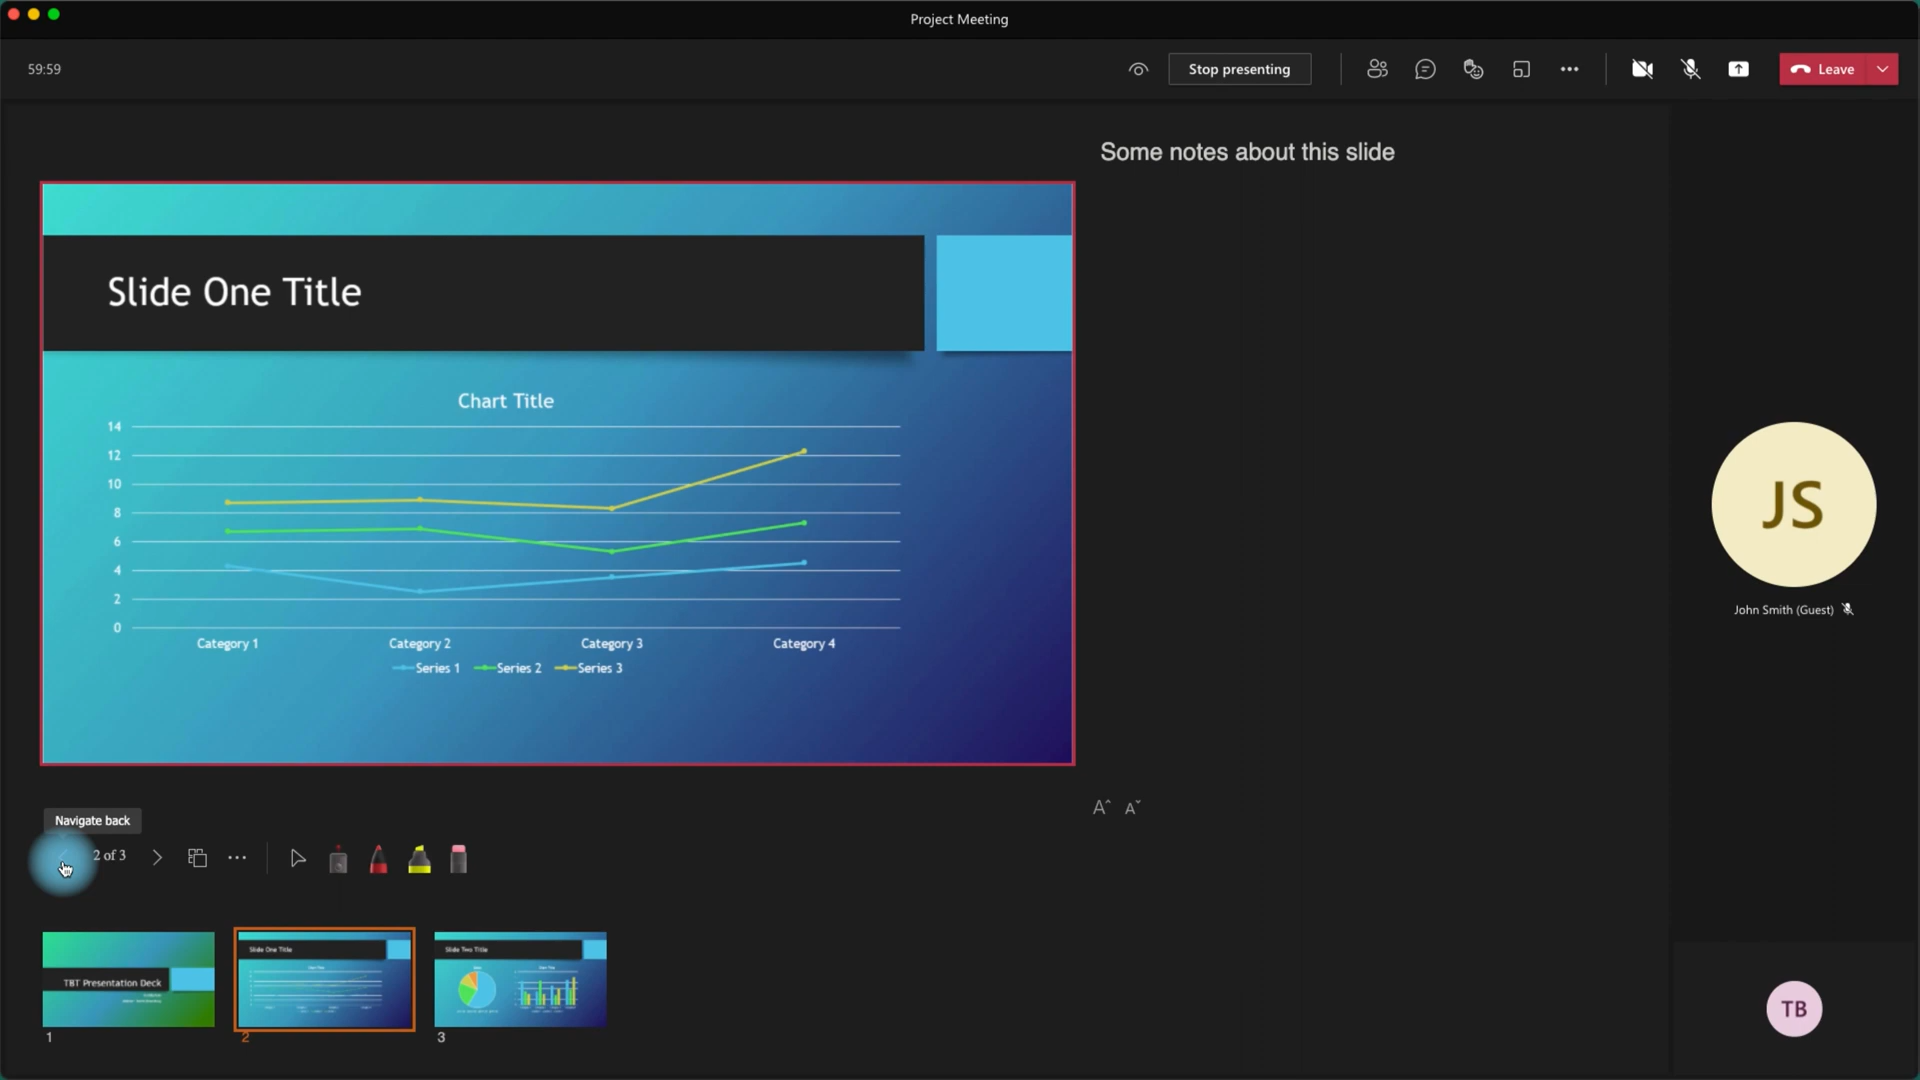 Project Meeting
59:59
Stop presenting
Leave
Some notes about this slide
Slide One Title
Chart Title
14
12
10
8
6
4
2
0
Category 1 Category 2 Category 3 Category 4
Series 1 Series 2 Series 3
JS
John Smith (Guest)
Navigate back
2 of 3
TBT Presentation Deck
1
Slide One Title
2
Slide Two Title
3
TB